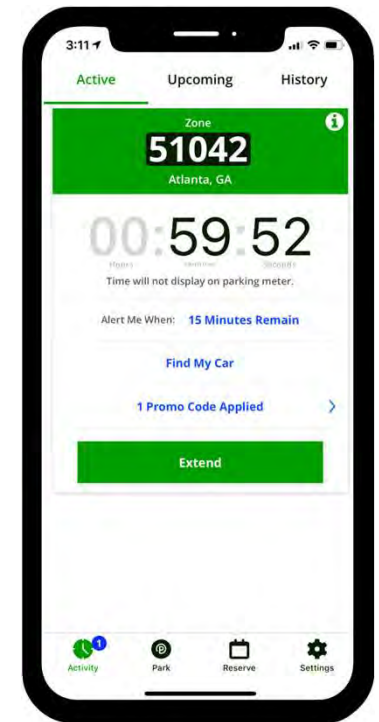 3:11
Active Upcoming History
Zone
51042
Atlanta, GA
00:59:52
Hours Seconds
Time will not display on parking meter.
Alert Me When: 15 Minutes Remain
Find My Car
1 Promo Code Applied
Extend
1
Activity Park Reserve Settings